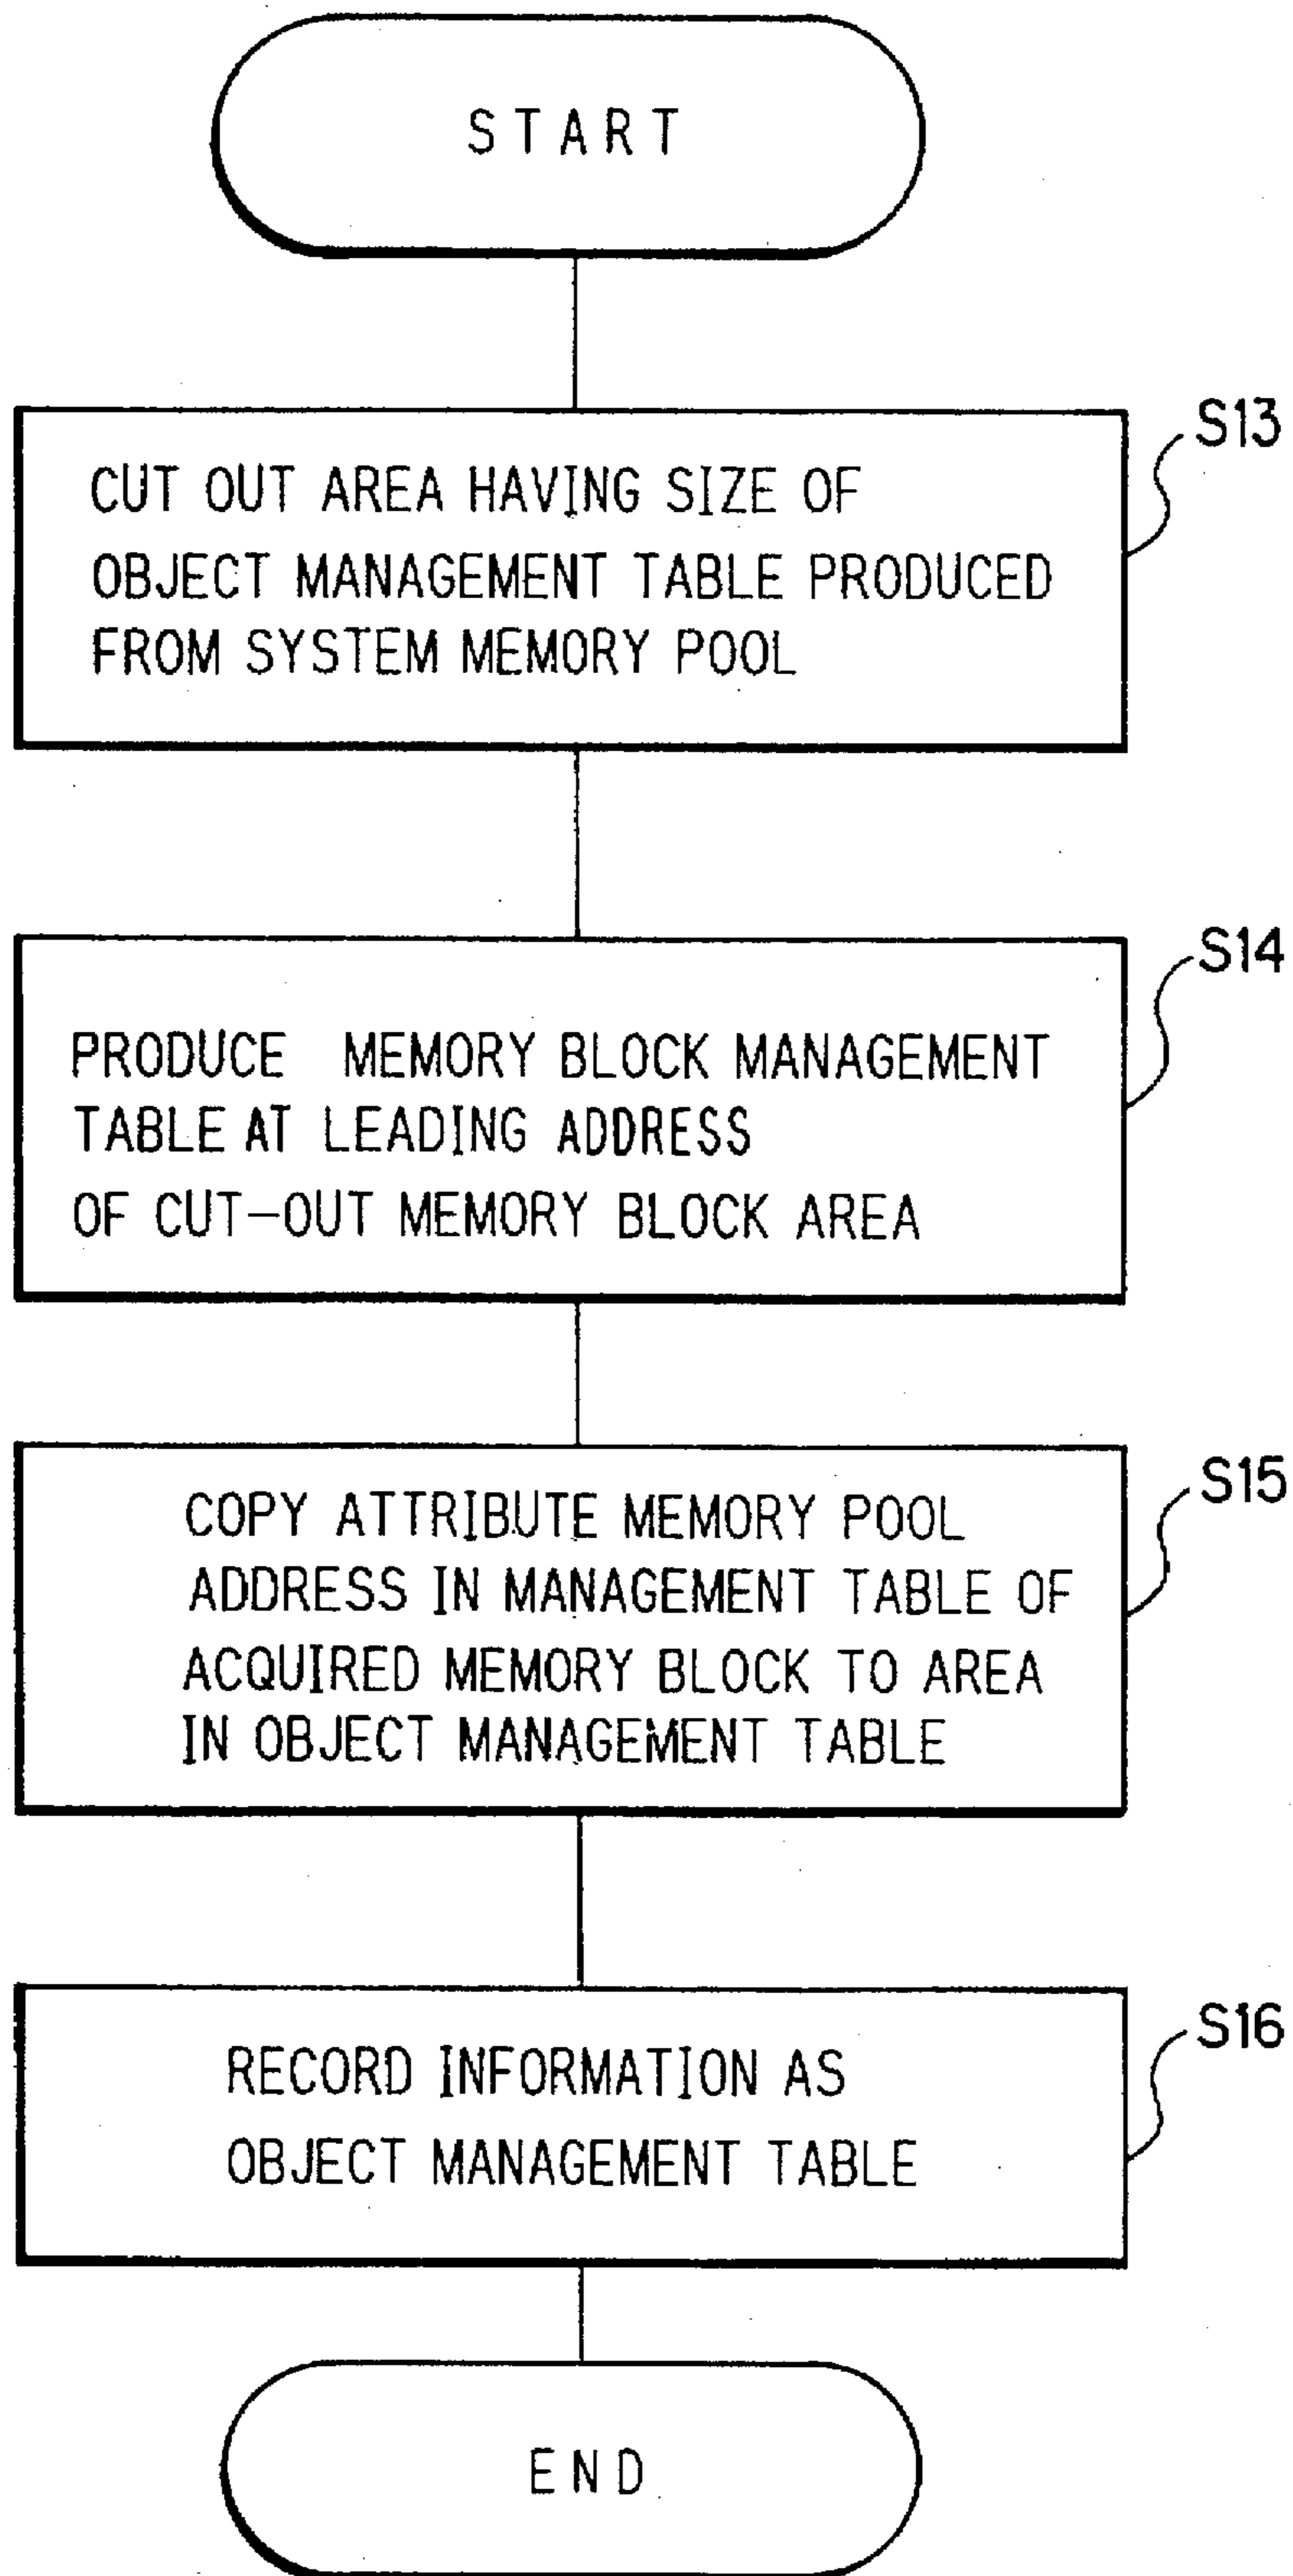 START
S13
CUT OUT AREA HAVING SIZE OF
OBJECT MANAGEMENT TABLE PRODUCED
FROM SYSTEM MEMORY POOL
S14
PRODUCE MEMORY BLOCK MANAGEMENT
TABLE AT LEADING ADDRESS
OF CUT-OUT MEMORY BLOCK AREA
S15
COPY ATTRIBUTE MEMORY POOL
ADDRESS IN MANAGEMENT TABLE OF
ACQUIRED MEMORY BLOCK TO AREA
IN OBJECT MANAGEMENT TABLE
S16
RECORD INFORMATION AS
OBJECT MANAGEMENT TABLE
END